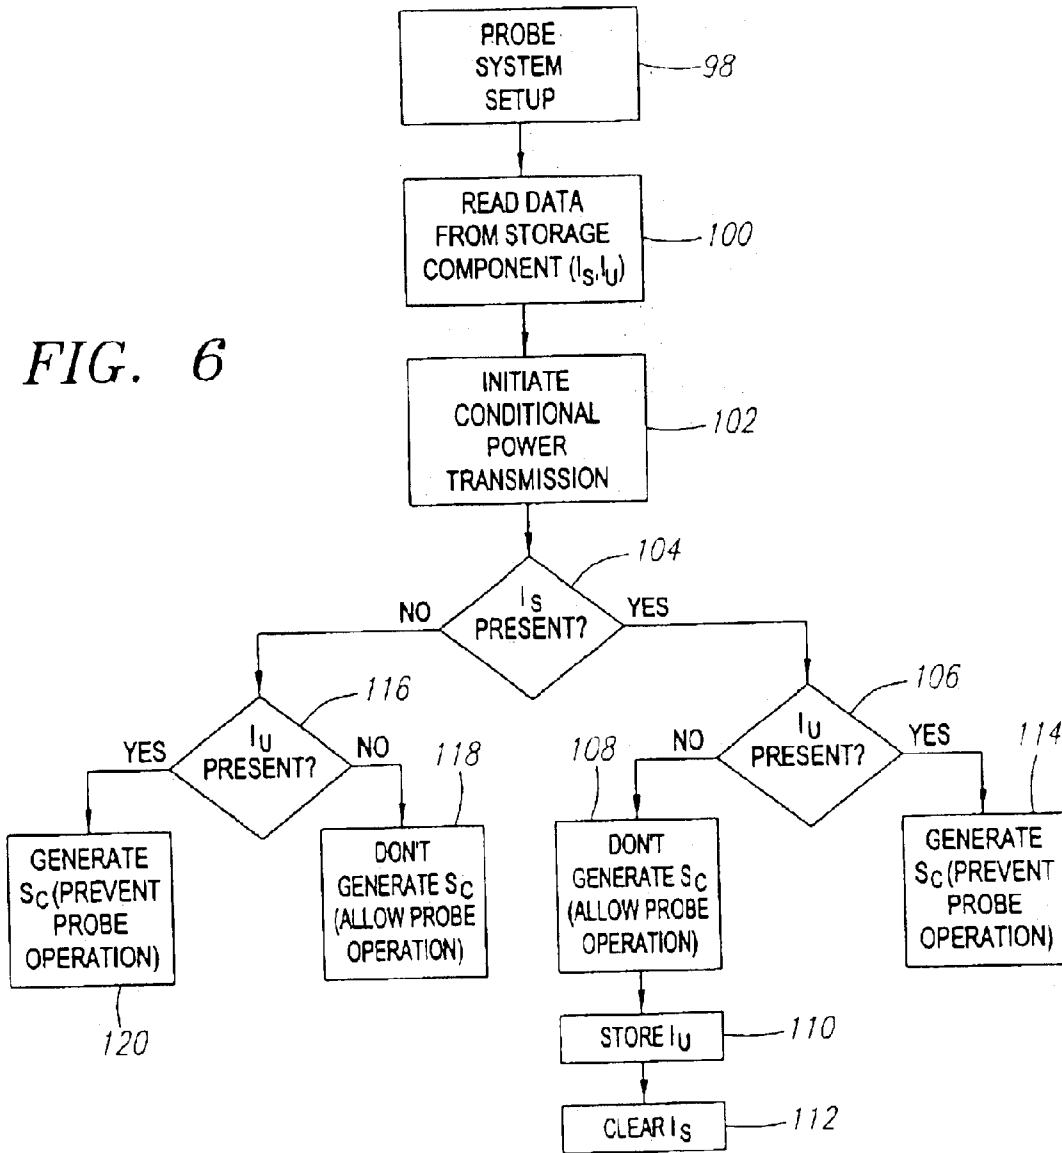 PROBE
SYSTEM
SETUP
98
READ DATA
FROM STORAGE
COMPONENT (IS,IU)
100
FIG. 6
INITIATE
CONDITIONAL
POWER
TRANSMISSION
102
104
IS
PRESENT?
NO
YES
116
IU
PRESENT?
YES
NO
118
106
IU
PRESENT?
NO
YES
108
114
GENERATE
SC (PREVENT
PROBE
OPERATION)
120
DON'T
GENERATE SC
(ALLOW PROBE
OPERATION)
DON'T
GENERATE SC
(ALLOW PROBE
OPERATION)
GENERATE
SC (PREVENT
PROBE
OPERATION)
STORE IU
110
CLEAR IS
112